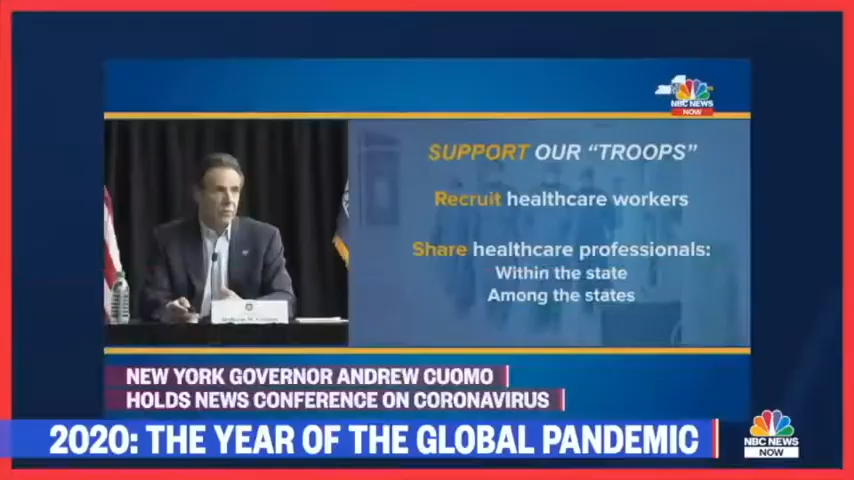 NBC NEWS
NOW
SUPPORT OUR “TROOPS”
Recruit healthcare workers
Share healthcare professionals:
Within the state
Among the states
NEW YORK GOVERNOR ANDREW CUOMO
HOLDS NEWS CONFERENCE ON CORONAVIRUS
2020: THE YEAR OF THE GLOBAL PANDEMIC
NBC NEWS
NOW